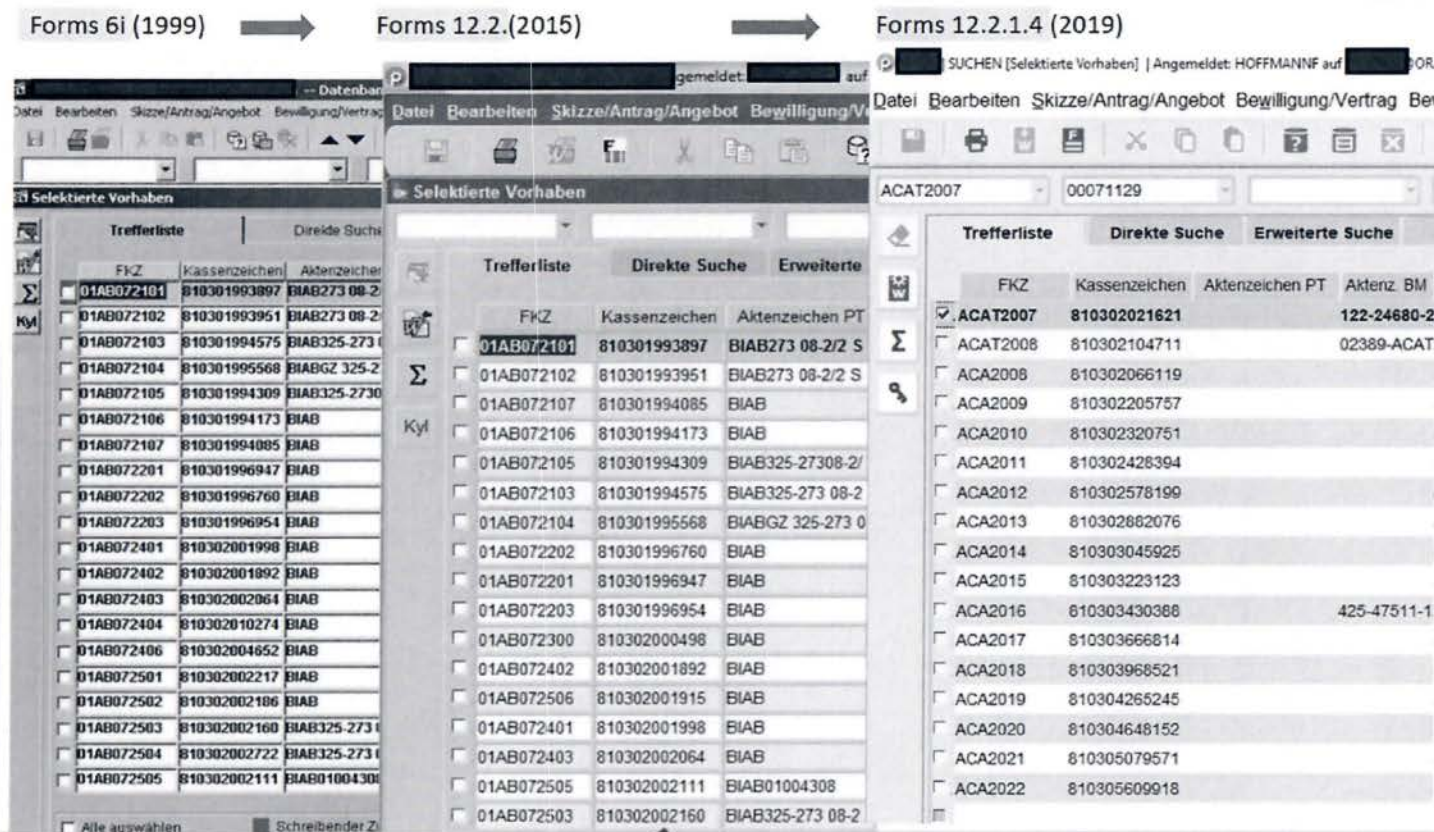 Forms 6i (1999)
Forms 12.2.(2015)
Forms 12.2.1.4 (2019)
-- Datenban
Datei Bearbeiten Skizze/Antrag/Angebot Bewilligung/Vertrag
Selektierte Vorhaben
Trefferliste Direkte Suche
FKZ Kassenzeichen Aktenzeichen
01AB072101 810301993897 BIAB273 08-2
01AB072102 810301993951 BIAB273 08-2
01AB072103 810301994575 BIAB325-273
01AB072104 810301995568 BIABGZ 325-2
01AB072105 810301994309 BIAB325-2730
01AB072106 810301994173 BIAB
01AB072107 810301994085 BIAB
01AB072201 810301996947 BIAB
01AB072202 810301996760 BIAB
01AB072203 810301996954 BIAB
01AB072401 810302001998 BIAB
01AB072402 810302001892 BIAB
01AB072403 810302002064 BIAB
01AB072404 810302010274 BIAB
01AB072406 810302004652 BIAB
01AB072501 810302002217 BIAB
01AB072502 810302002186 BIAB
01AB072503 810302002160 BIAB325-273
01AB072504 810302002722 BIAB325-273
01AB072505 810302002111 BIAB01004308
Σ
Kyl
Alle auswählen Schreibender Z
gemeldet: auf
Datei Bearbeiten Skizze/Antrag/Angebot Bewilligung/V
Selektierte Vorhaben
Trefferliste Direkte Suche Erweiterte
FKZ Kassenzeichen Aktenzeichen PT
01AB072101 810301993897 BIAB273 08-2/2 S
01AB072102 810301993951 BIAB273 08-2/2 S
01AB072107 810301994085 BIAB
01AB072106 810301994173 BIAB
01AB072105 810301994309 BIAB325-27308-2/
01AB072103 810301994575 BIAB325-273 08-2
01AB072104 810301995568 BIABGZ 325-273 0
01AB072202 810301996760 BIAB
01AB072201 810301996947 BIAB
01AB072203 810301996954 BIAB
01AB072300 810302000498 BIAB
01AB072402 810302001892 BIAB
01AB072506 810302001915 BIAB
01AB072401 810302001998 BIAB
01AB072403 810302002064 BIAB
01AB072505 810302002111 BIAB01004308
01AB072503 810302002160 BIAB325-273 08-2
Σ
Kyl
SUCHEN [Selektierte Vorhaben] | Angemeldet: HOFFMANNF auf OR
Datei Bearbeiten Skizze/Antrag/Angebot Bewilligung/Vertrag Bew
ACAT2007 00071129
Trefferliste Direkte Suche Erweiterte Suche
FKZ Kassenzeichen Aktenzeichen PT Aktenz. BM
ACAT2007 810302021621 122-24680-2
ACAT2008 810302104711 02389-ACAT
ACA2008 810302066119
ACA2009 810302205757
ACA2010 810302320751
ACA2011 810302428394
ACA2012 810302578199
ACA2013 810302882076
ACA2014 810303045925
ACA2015 810303223123
ACA2016 810303430388 425-47511-1
ACA2017 810303666814
ACA2018 810303968521
ACA2019 810304265245
ACA2020 810304648152
ACA2021 810305079571
ACA2022 810305609918
Σ